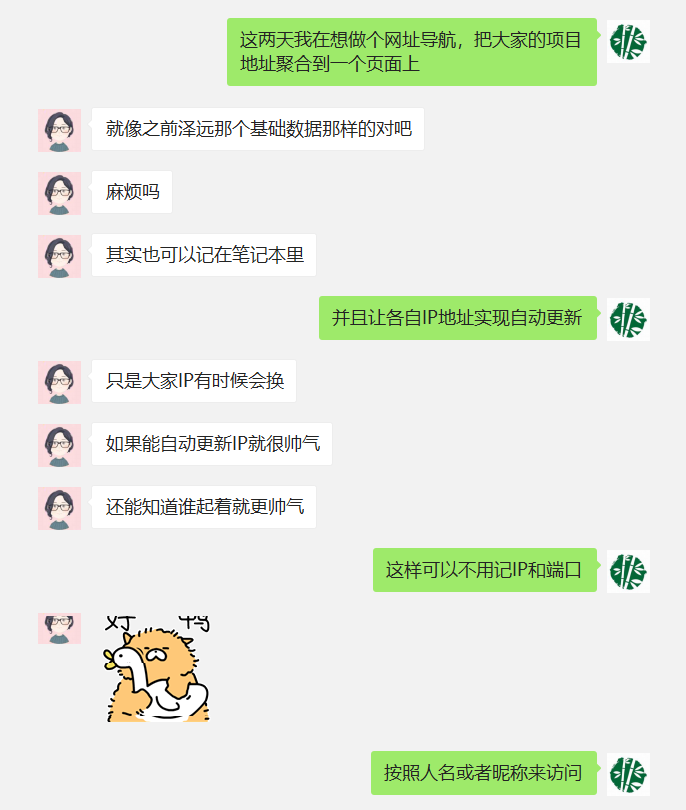 这两天我在想做个网址导航，把大家的项目
地址聚合到一个页面上
就像之前泽远那个基础数据那样的对吧
麻烦吗
其实也可以记在笔记本里
并且让各自IP地址实现自动更新
只是大家IP有时候会换
如果能自动更新IP就很帅气
还能知道谁起着就更帅气
这样可以不用记IP和端口
好 鸭
按照人名或者昵称来访问